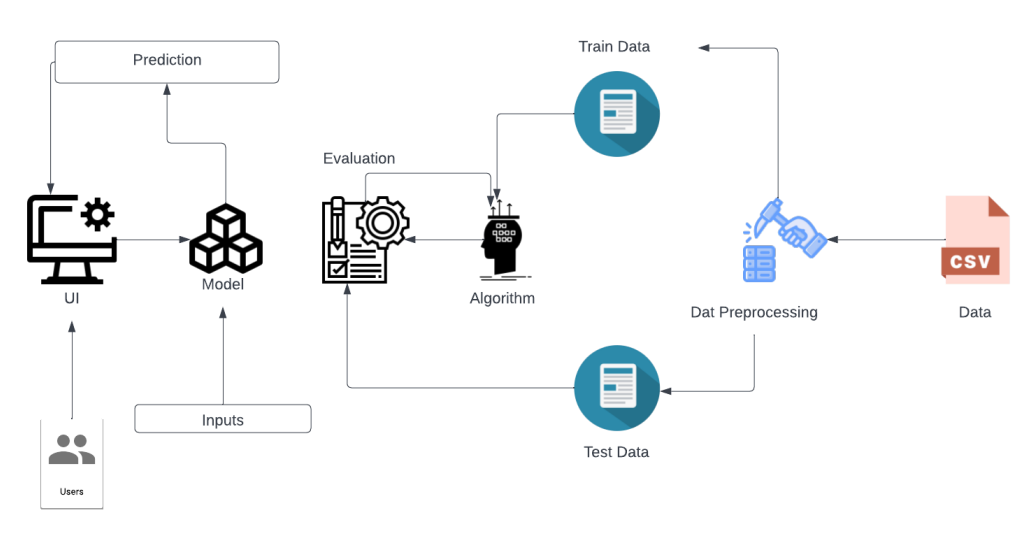 Prediction
Train Data
Evaluation
CSV
Model
UI
Algorithm
Dat Preprocessing
Data
Inputs
Test Data
Users